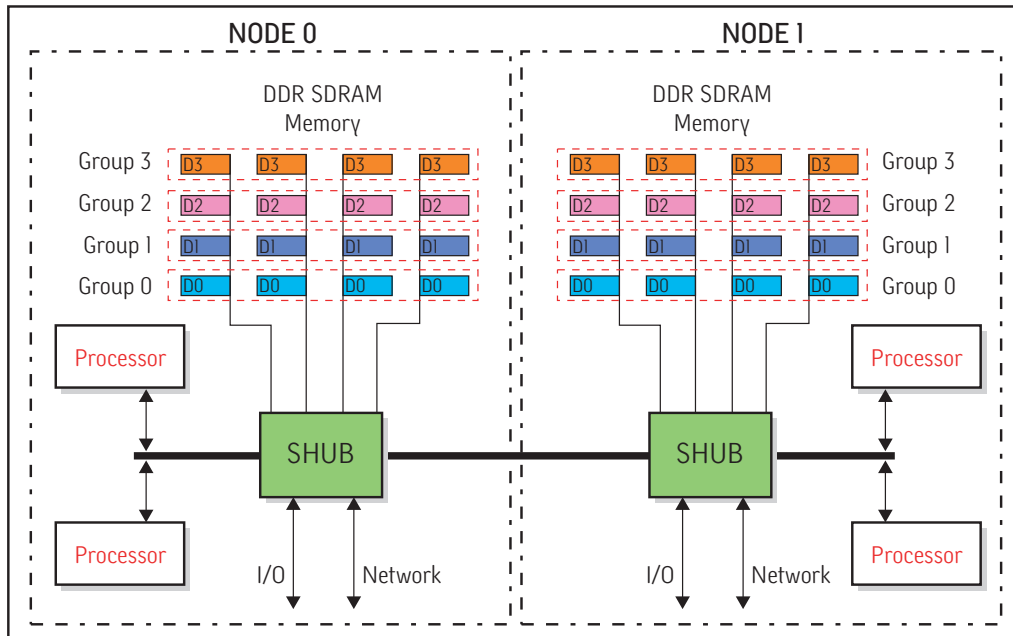 NODE 0
NODE 1
DDR SDRAM
Memory
DDR SDRAM
Memory
Group 3
D3 D3 D3 D3
D3 D3 D3 D3
Group 3
Group 2
D2 D2 D2 D2
D2 D2 D2 D2
Group 2
Group 1
D1 D1 D1 D1
D1 D1 D1 D1
Group 1
Group 0
D0 D0 D0 D0
D0 D0 D0 D0
Group 0
Processor
Processor
SHUB
SHUB
Processor
Processor
I/O
Network
I/O
Network